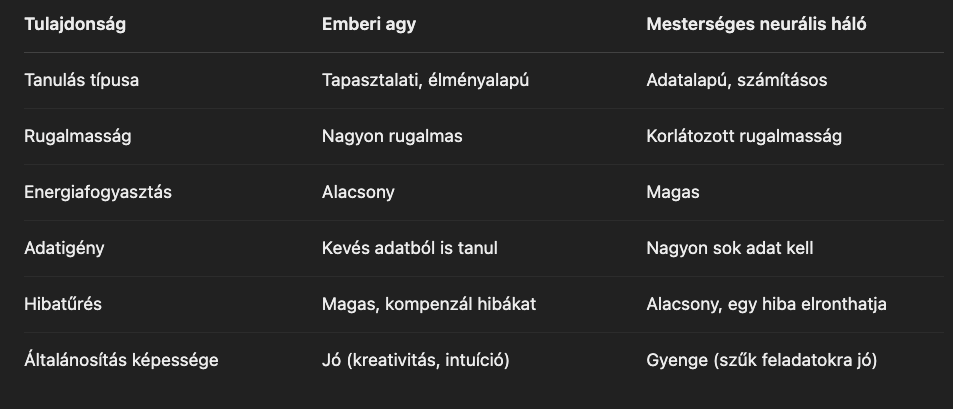 Tulajdonság Emberi agy Mesterséges neurális háló
Tanulás típusa Tapasztalati, élményalapú Adatalapú, számításos
Rugalmasság Nagyon rugalmas Korlátozott rugalmasság
Energiafogyasztás Alacsony Magas
Adatigény Kevés adatból is tanul Nagyon sok adat kell
Hibatűrés Magas, kompenzál hibákat Alacsony, egy hiba elronthatja
Általánosítás képessége Jó (kreativitás, intuíció) Gyenge (szűk feladatokra jó)